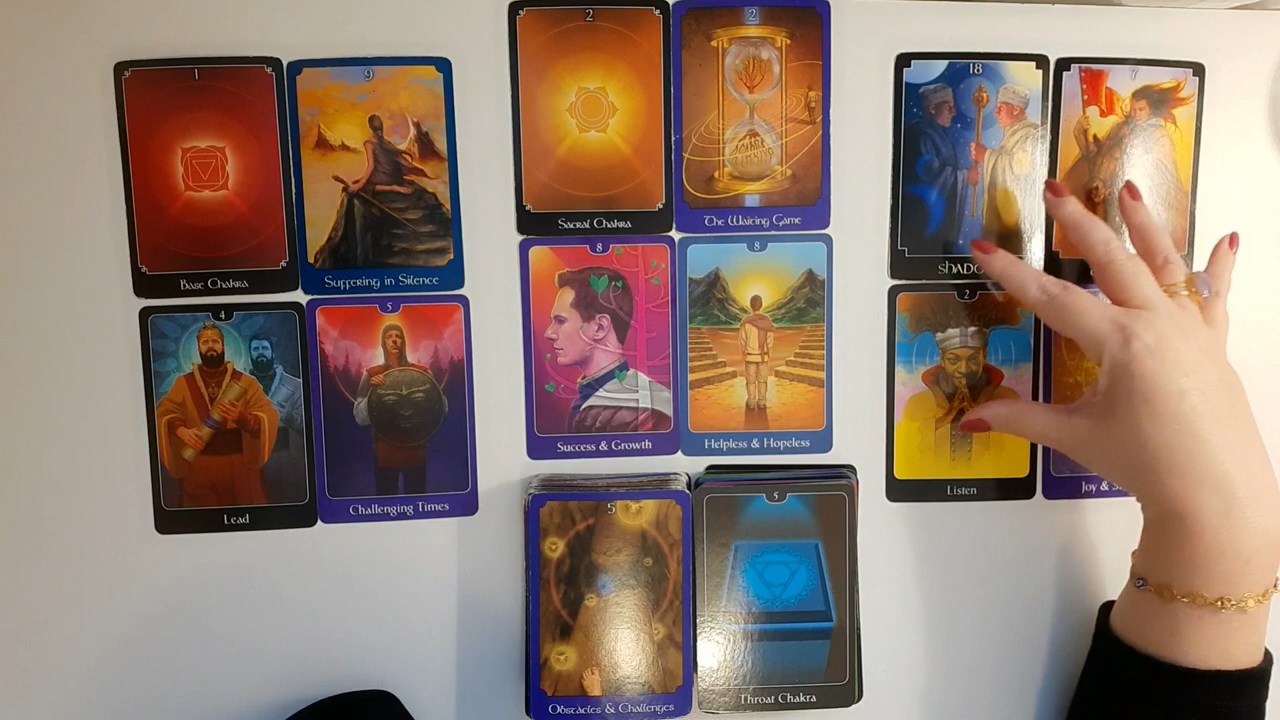 1
Base Chakra
9
Suffering in Silence
2
Sacral Chakra
2
The Waiting Game
18
7
4
Lead
5
Challenging Times
8
Success & Growth
8
Helpless & Hopeless
2
Listen
Joy &
5
Obstacles & Challenges
5
Throat Chakra